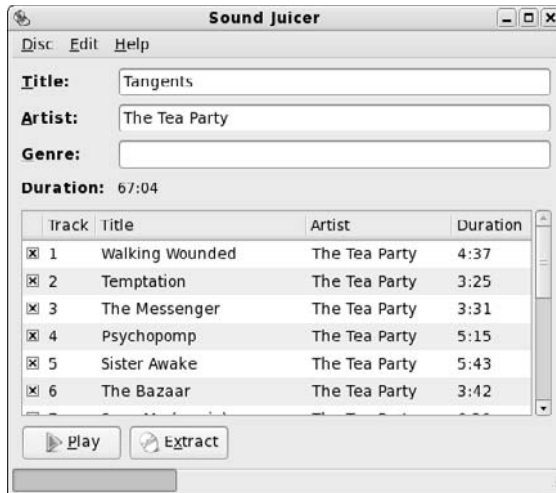 Sound Juicer
Disc Edit Help
Title: Tangents
Artist: The Tea Party
Genre:
Duration: 67:04
Track Title Artist Duration
1 Walking Wounded The Tea Party 4:37
2 Temptation The Tea Party 3:25
3 The Messenger The Tea Party 3:31
4 Psychopomp The Tea Party 5:15
5 Sister Awake The Tea Party 5:43
6 The Bazaar The Tea Party 3:42
Play Extract